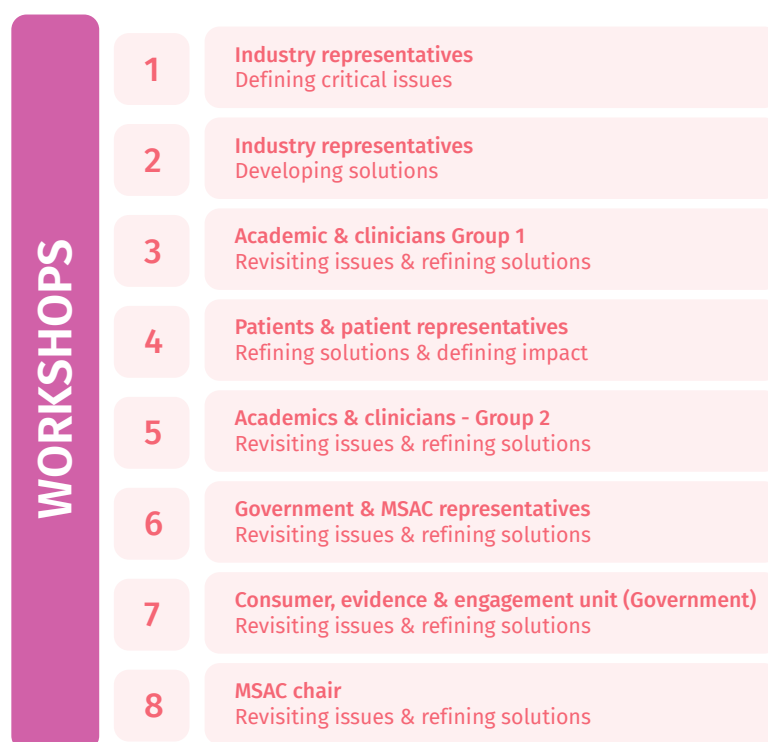 WORKSHOPS
1
Industry representatives
Defining critical issues
2
Industry representatives
Developing solutions
3
Academic & clinicians Group 1
Revisiting issues & refining solutions
4
Patients & patient representatives
Refining solutions & defining impact
5
Academics & clinicians - Group 2
Revisiting issues & refining solutions
6
Government & MSAC representatives
Revisiting issues & refining solutions
7
Consumer, evidence & engagement unit (Government)
Revisiting issues & refining solutions
8
MSAC chair
Revisiting issues & refining solutions